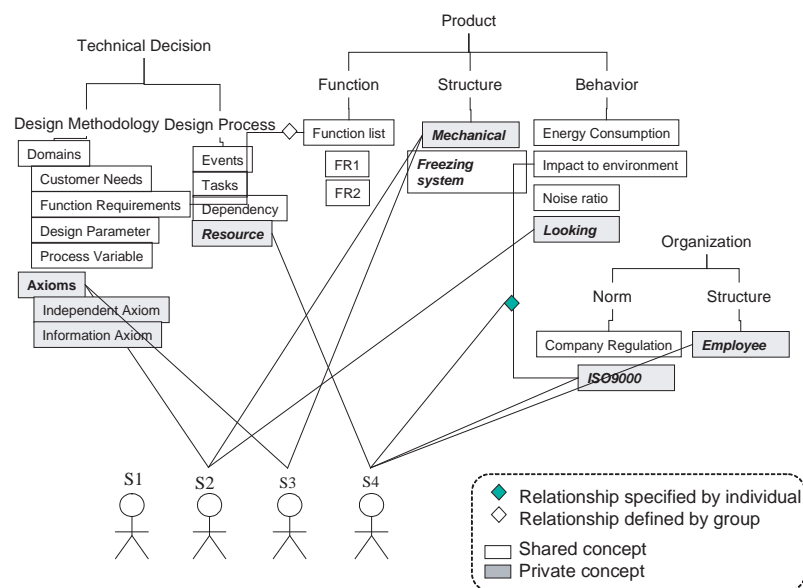 Product
Technical Decision
Function
Structure
Behavior
Design Methodology
Design Process
Function list
Mechanical
Energy Consumption
Domains
Events
Freezing
system
FR1
Impact to environment
Customer Needs
Tasks
FR2
Function Requirements
Dependency
Noise ratio
Design Parameter
Resource
Looking
Process Variable
Organization
Axioms
Independent Axiom
Norm
Structure
Information Axiom
Company Regulation
Employee
ISO9000
S1
S2
S3
S4
Relationship specified by individual
Relationship defined by group
Shared concept
Private concept